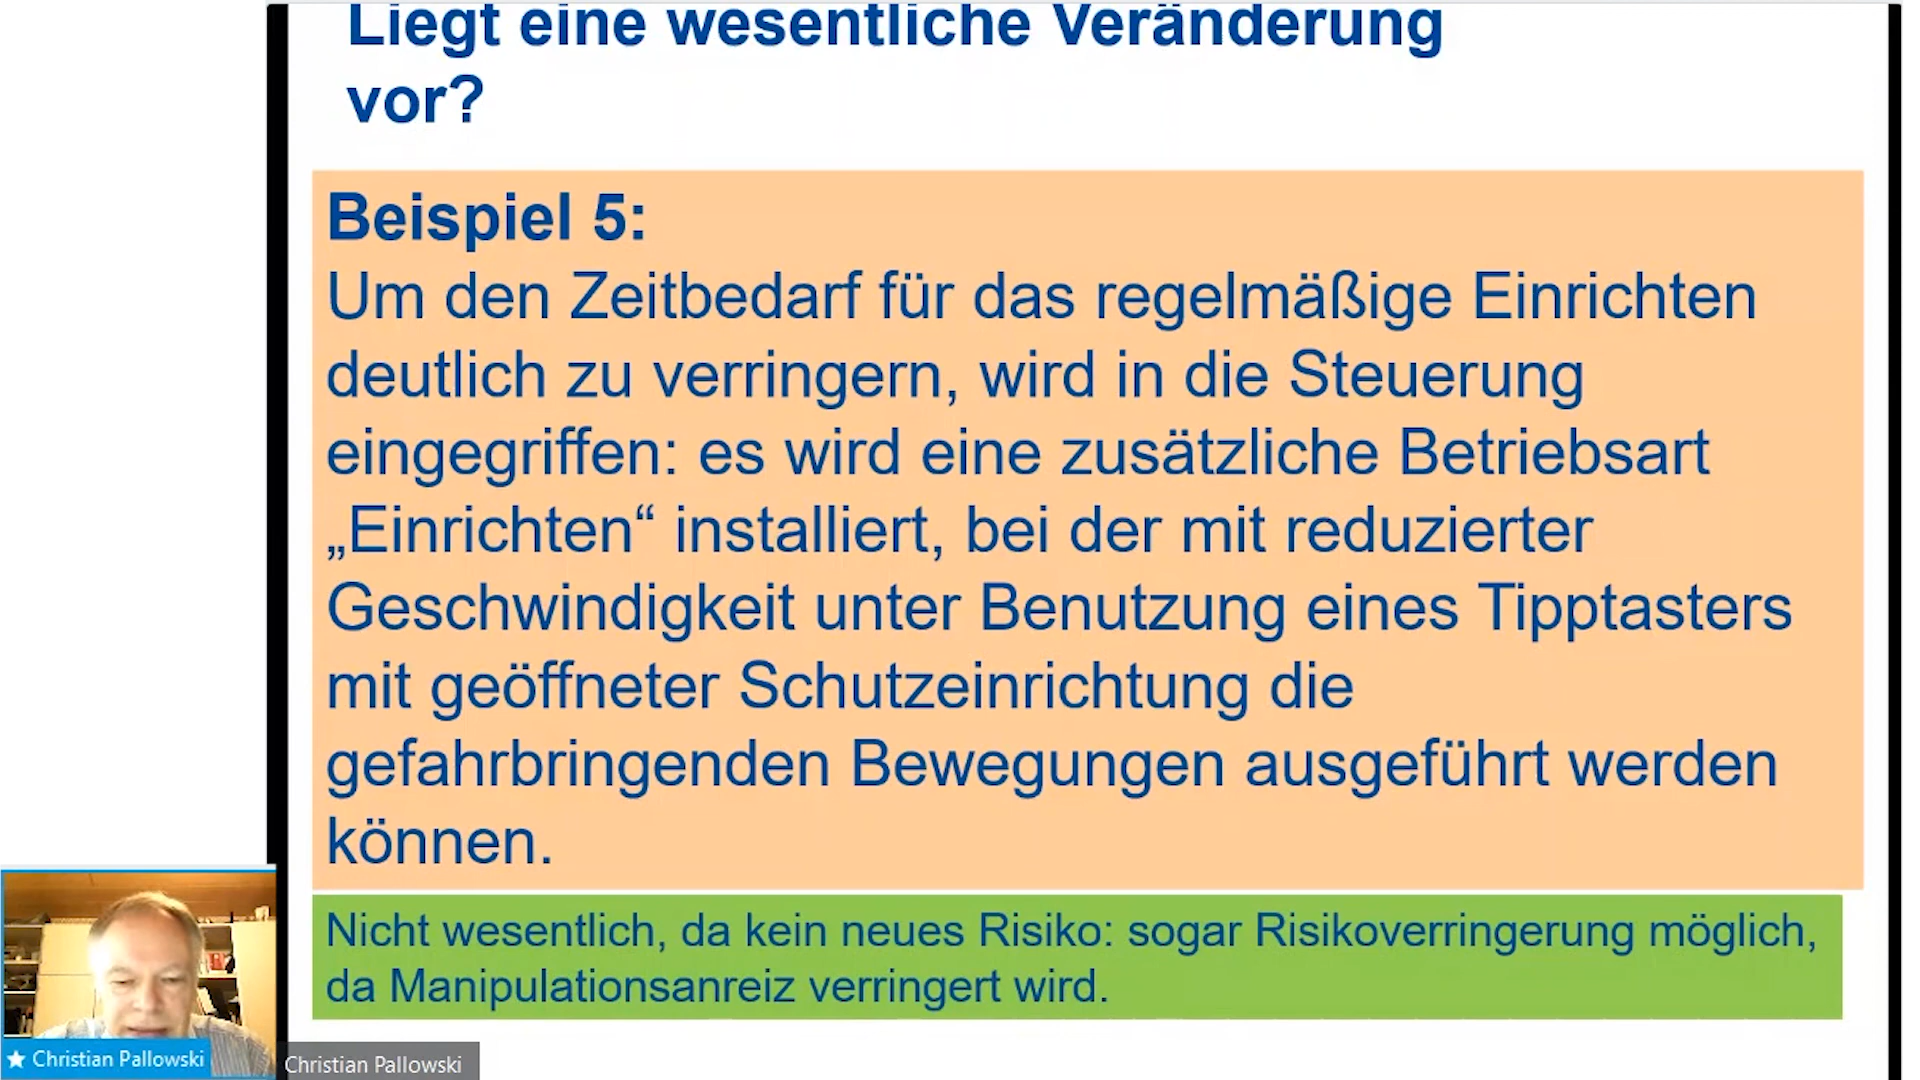 Liegt eine wesentliche Veränderung
vor?
Beispiel 5:
Um den Zeitbedarf für das regelmäßige Einrichten
deutlich zu verringern, wird in die Steuerung
eingegriffen: es wird eine zusätzliche Betriebsart
„Einrichten“ installiert, bei der mit reduzierter
Geschwindigkeit unter Benutzung eines Tipptasters
mit geöffneter Schutzeinrichtung die
gefahrbringenden Bewegungen ausgeführt werden
können.
Nicht wesentlich, da kein neues Risiko: sogar Risikoverringerung möglich,
da Manipulationsanreiz verringert wird.
Christian Pallowski
Christian Pallowski